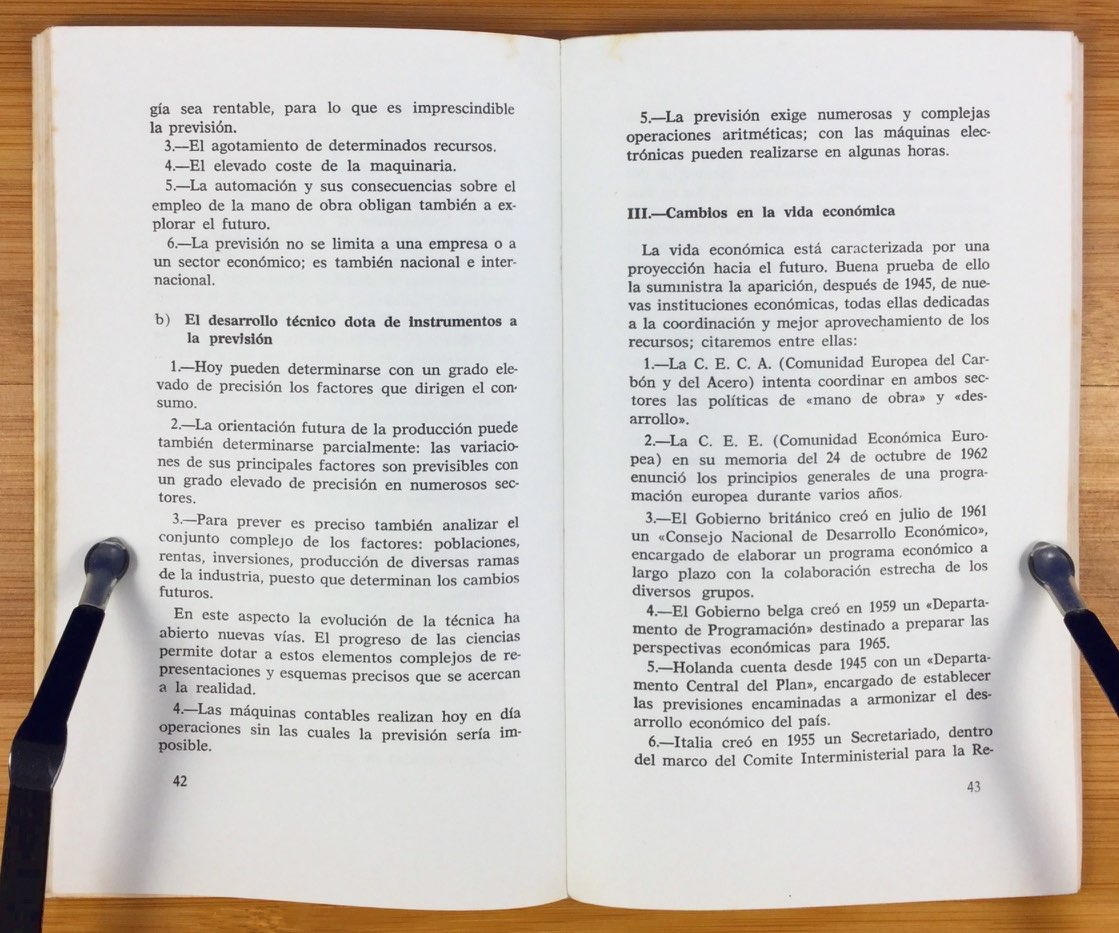 gía sea rentable, para lo que es imprescindible
la previsión.
3.—El agotamiento de determinados recursos.
4.—El elevado coste de la maquinaria.
5.—La automación y sus consecuencias sobre el
empleo de la mano de obra obligan también a ex-
plorar el futuro.
6.—La previsión no se limita a una empresa o a
un sector económico; es también nacional e inter-
nacional.
b) El desarrollo técnico dota de instrumentos a
la previsión
1.—Hoy pueden determinarse con un grado ele-
vado de precisión los factores que dirigen el con-
sumo.
2.—La orientación futura de la producción puede
también determinarse parcialmente: las variacio-
nes de sus principales factores son previsibles con
un grado elevado de precisión en numerosos sec-
tores.
3.—Para prever es preciso también analizar el
conjunto complejo de los factores: poblaciones,
rentas, inversiones, producción de diversas ramas
de la industria, puesto que determinan los cambios
futuros.
En este aspecto la evolución de la técnica ha
abierto nuevas vías. El progreso de las ciencias
permite dotar a estos elementos complejos de re-
presentaciones y esquemas precisos que se acercan
a la realidad.
4.—Las máquinas contables realizan hoy en día
operaciones sin las cuales la previsión sería im-
posible.
42
5.—La previsión exige numerosas y complejas
operaciones aritméticas; con las máquinas elec-
trónicas pueden realizarse en algunas horas.
III.—Cambios en la vida económica
La vida económica está caracterizada por una
proyección hacia el futuro. Buena prueba de ello
la suministra la aparición, después de 1945, de nue-
vas instituciones económicas, todas ellas dedicadas
a la coordinación y mejor aprovechamiento de los
recursos; citaremos entre ellas:
1.—La C. E. C. A. (Comunidad Europea del Car-
bón y del Acero) intenta coordinar en ambos sec-
tores las políticas de «mano de obra» y «des-
arrollo».
2.—La C. E. E. (Comunidad Económica Euro-
pea) en su memoria del 24 de octubre de 1962
enunció los principios generales de una progra-
mación europea durante varios años.
3.—El Gobierno británico creó en julio de 1961
un «Consejo Nacional de Desarrollo Económico»,
encargado de elaborar un programa económico a
largo plazo con la colaboración estrecha de los
diversos grupos.
4.—El Gobierno belga creó en 1959 un «Departa-
mento de Programación» destinado a preparar las
perspectivas económicas para 1965.
5.—Holanda cuenta desde 1945 con un «Departa-
mento Central del Plan», encargado de establecer
las previsiones encaminadas a armonizar el des-
arrollo económico del país.
6.—Italia creó en 1955 un Secretariado, dentro
del marco del Comite Interministerial para la Re-
43